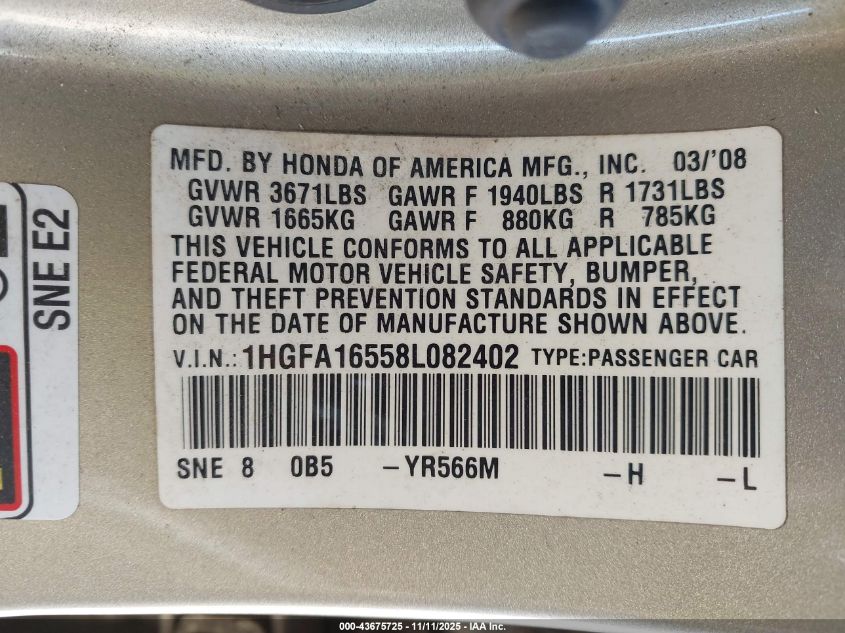 MFD. BY HONDA OF AMERICA MFG., INC. 03/'08
GVWR 3671LBS GAWR F 1940LBS R 1731LBS
GVWR 1665KG GAWR F 880KG R 785KG
THIS VEHICLE CONFORMS TO ALL APPLICABLE
FEDERAL MOTOR VEHICLE SAFETY, BUMPER,
AND THEFT PREVENTION STANDARDS IN EFFECT
ON THE DATE OF MANUFACTURE SHOWN ABOVE.
V.I.N.: 1HGFA16558L082402 TYPE:PASSENGER CAR
SNE 8 0B5 -YR566M -H -L
SNE E2
000-43675725 - 11/11/2025 - IAA Inc.